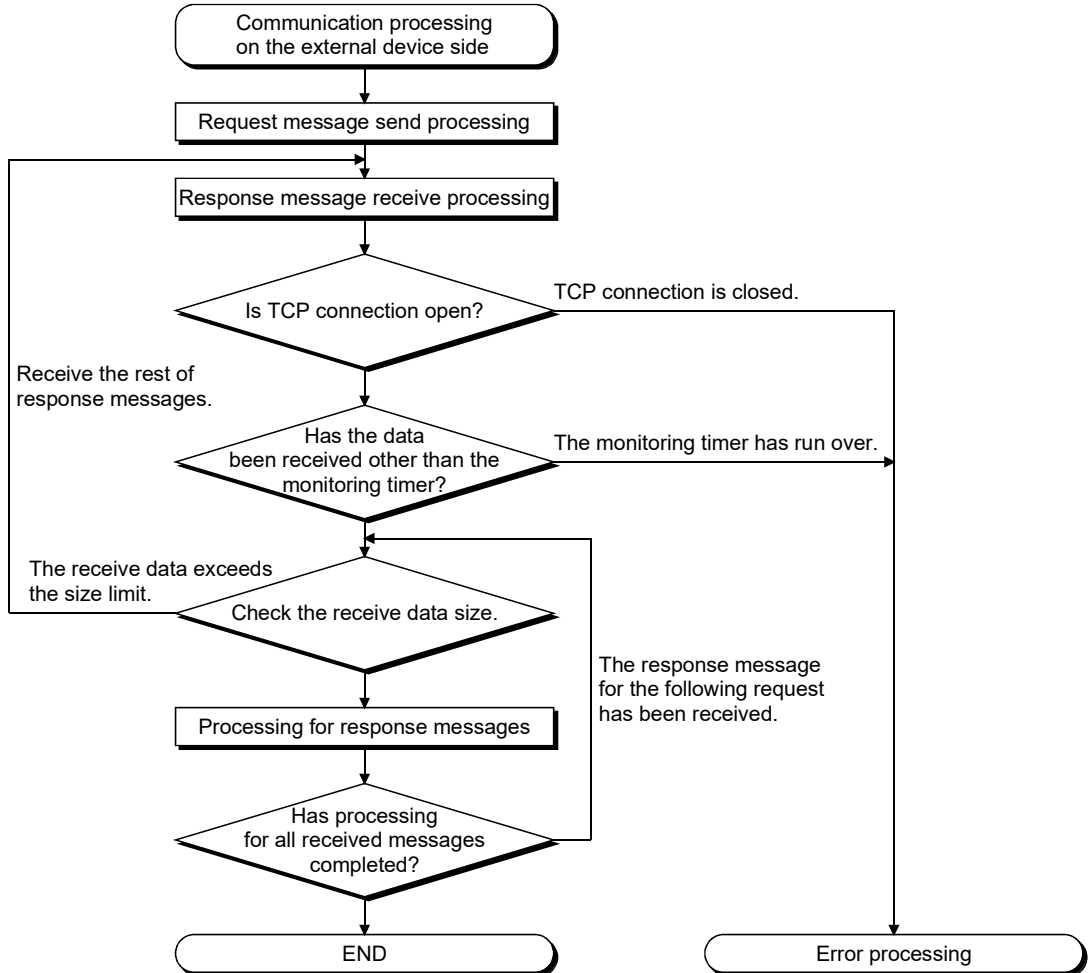 Communication processing
on the external device side
Request message send processing
Response message receive processing
Is TCP connection open?
TCP connection is closed.
Receive the rest of
response messages.
Has the data
been received other than the
monitoring timer?
The monitoring timer has run over.
The receive data exceeds
the size limit.
Check the receive data size.
The response message
for the following request
has been received.
Processing for response messages
Has processing
for all received messages
completed?
END
Error processing